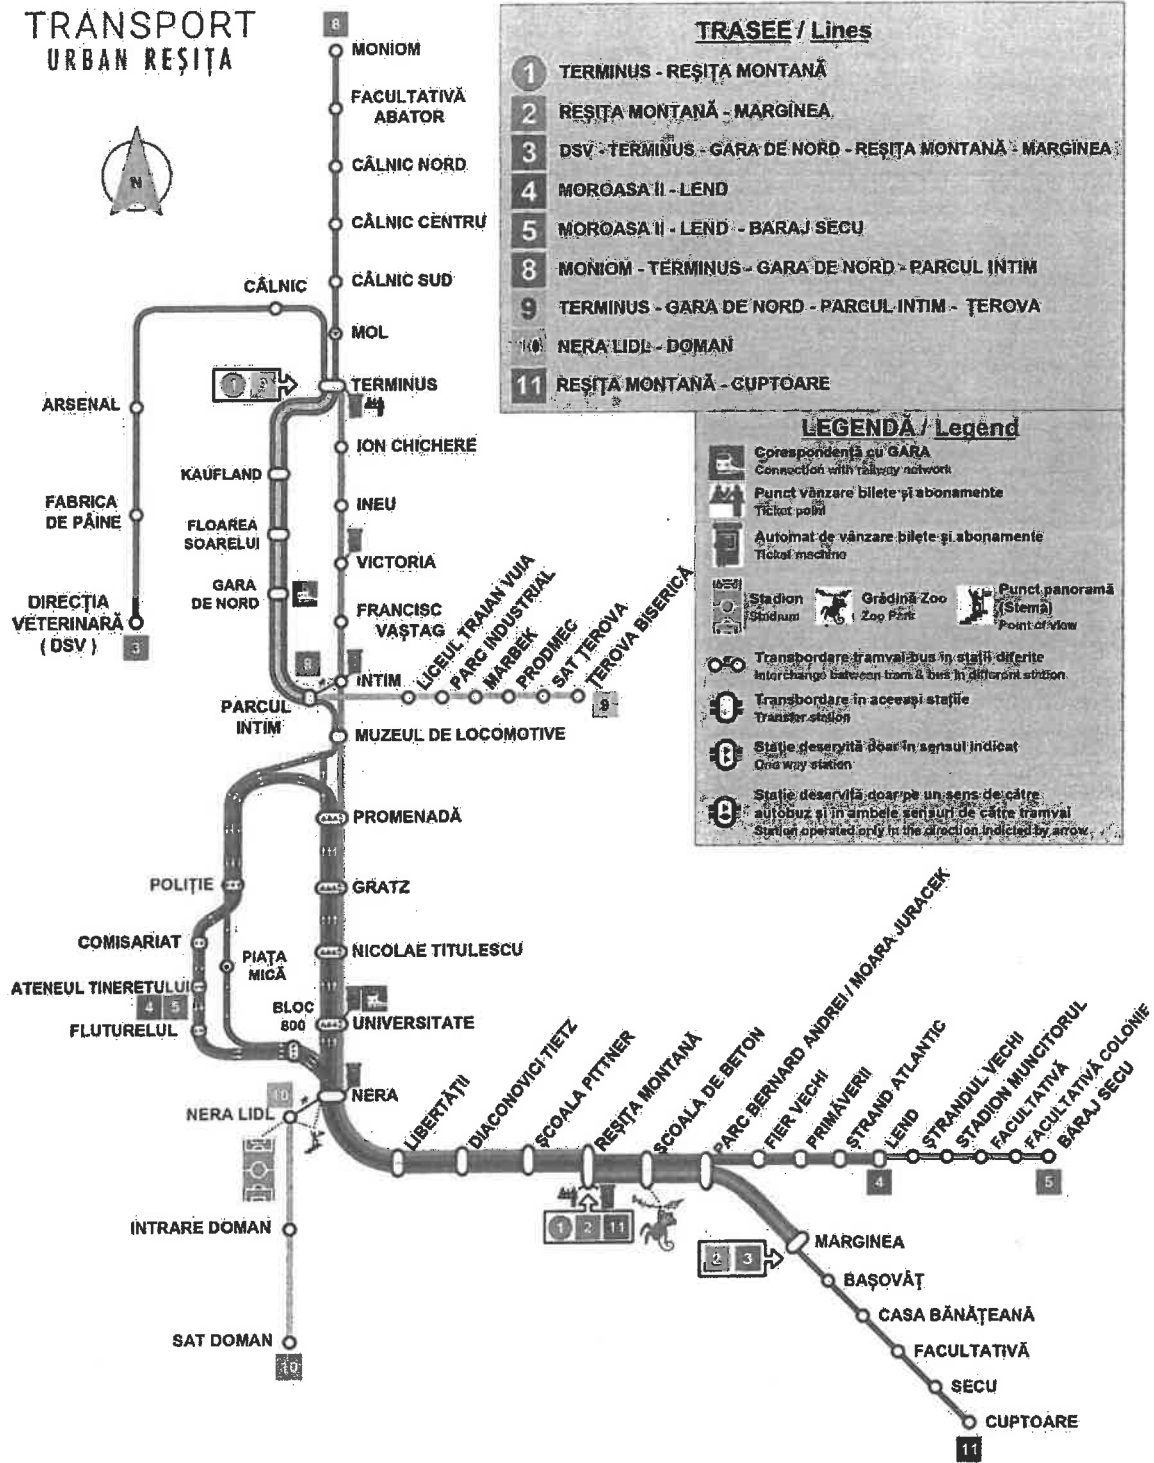 TRANSPORT
URBAN REȘIȚA
N
8
MONIOM
FACULTATIVĂ
ABATOR
CÂLNIC NORD
CÂLNIC CENTRU
CÂLNIC SUD
MOL
CÂLNIC
TERMINUS
1 9
ARSENAL
FABRICA
DE PÂINE
DIRECȚIA
VETERINARĂ
( DSV )
3
KAUFLAND
FLOAREA
SOARELUI
GARA
DE NORD
ION CHICHERE
INEU
VICTORIA
FRANCISC
VAȘTAG
8
INTIM
PARCUL
INTIM
LICEUL TRAIAN VUIA
PARC INDUSTRIAL
MARBEK
PRODMEC
SAT ȚEROVA
ȚEROVA BISERICĂ
9
MUZEUL DE LOCOMOTIVE
PROMENADĂ
POLIȚIE
GRATZ
COMISARIAT
PIAȚA
MICĂ
NICOLAE TITULESCU
ATENEUL TINERETULUI
4 5
FLUTURELUL
BLOC
800
UNIVERSITATE
NERA
10
NERA LIDL
INTRARE DOMAN
SAT DOMAN
10
LIBERTĂȚII
DIACONOVICI TIETZ
ȘCOALA PITTNER
REȘIȚA MONTANĂ
1 2 11
ȘCOALA DE BETON
PARC BERNARD ANDREI / MOARA JURACEK
FIER VECHI
PRIMĂVERII
ȘTRAND ATLANTIC
LEND
4
ȘTRANDUL VECHI
STADION MUNCITORUL
FACULTATIVĂ
FACULTATIVĂ COLONIE
BARAJ SECU
5
2 3
MARGINEA
BAȘOVĂȚ
CASA BĂNĂȚEANĂ
FACULTATIVĂ
SECU
CUPTOARE
11
TRASEE / Lines
1 TERMINUS - REȘIȚA MONTANĂ
2 REȘIȚA MONTANĂ - MARGINEA
3 DSV - TERMINUS - GARA DE NORD - REȘIȚA MONTANĂ - MARGINEA
4 MOROASA II - LEND
5 MOROASA II - LEND - BARAJ SECU
8 MONIOM - TERMINUS - GARA DE NORD - PARCUL INTIM
9 TERMINUS - GARA DE NORD - PARCUL INTIM - ȚEROVA
10 NERA LIDL - DOMAN
11 REȘIȚA MONTANĂ - CUPTOARE
LEGENDĂ / Legend
Corespondență cu GARA
Connection with railway network
Punct vânzare bilete și abonamente
Ticket point
Automat de vânzare bilete și abonamente
Ticket machine
Stadion
Stadium
Grădină Zoo
Zoo Park
Punct panoramă
(Stemă)
Point of view
Transbordare tramvai-bus în stații diferite
Interchange between tram & bus in different station
Transbordare în aceeași stație
Transfer station
Stație deservită doar în sensul indicat
One way station
Stație deservită doar pe un sens de către
autobuz și în ambele sensuri de către tramvai
Station operated only in the direction indicted by arrow